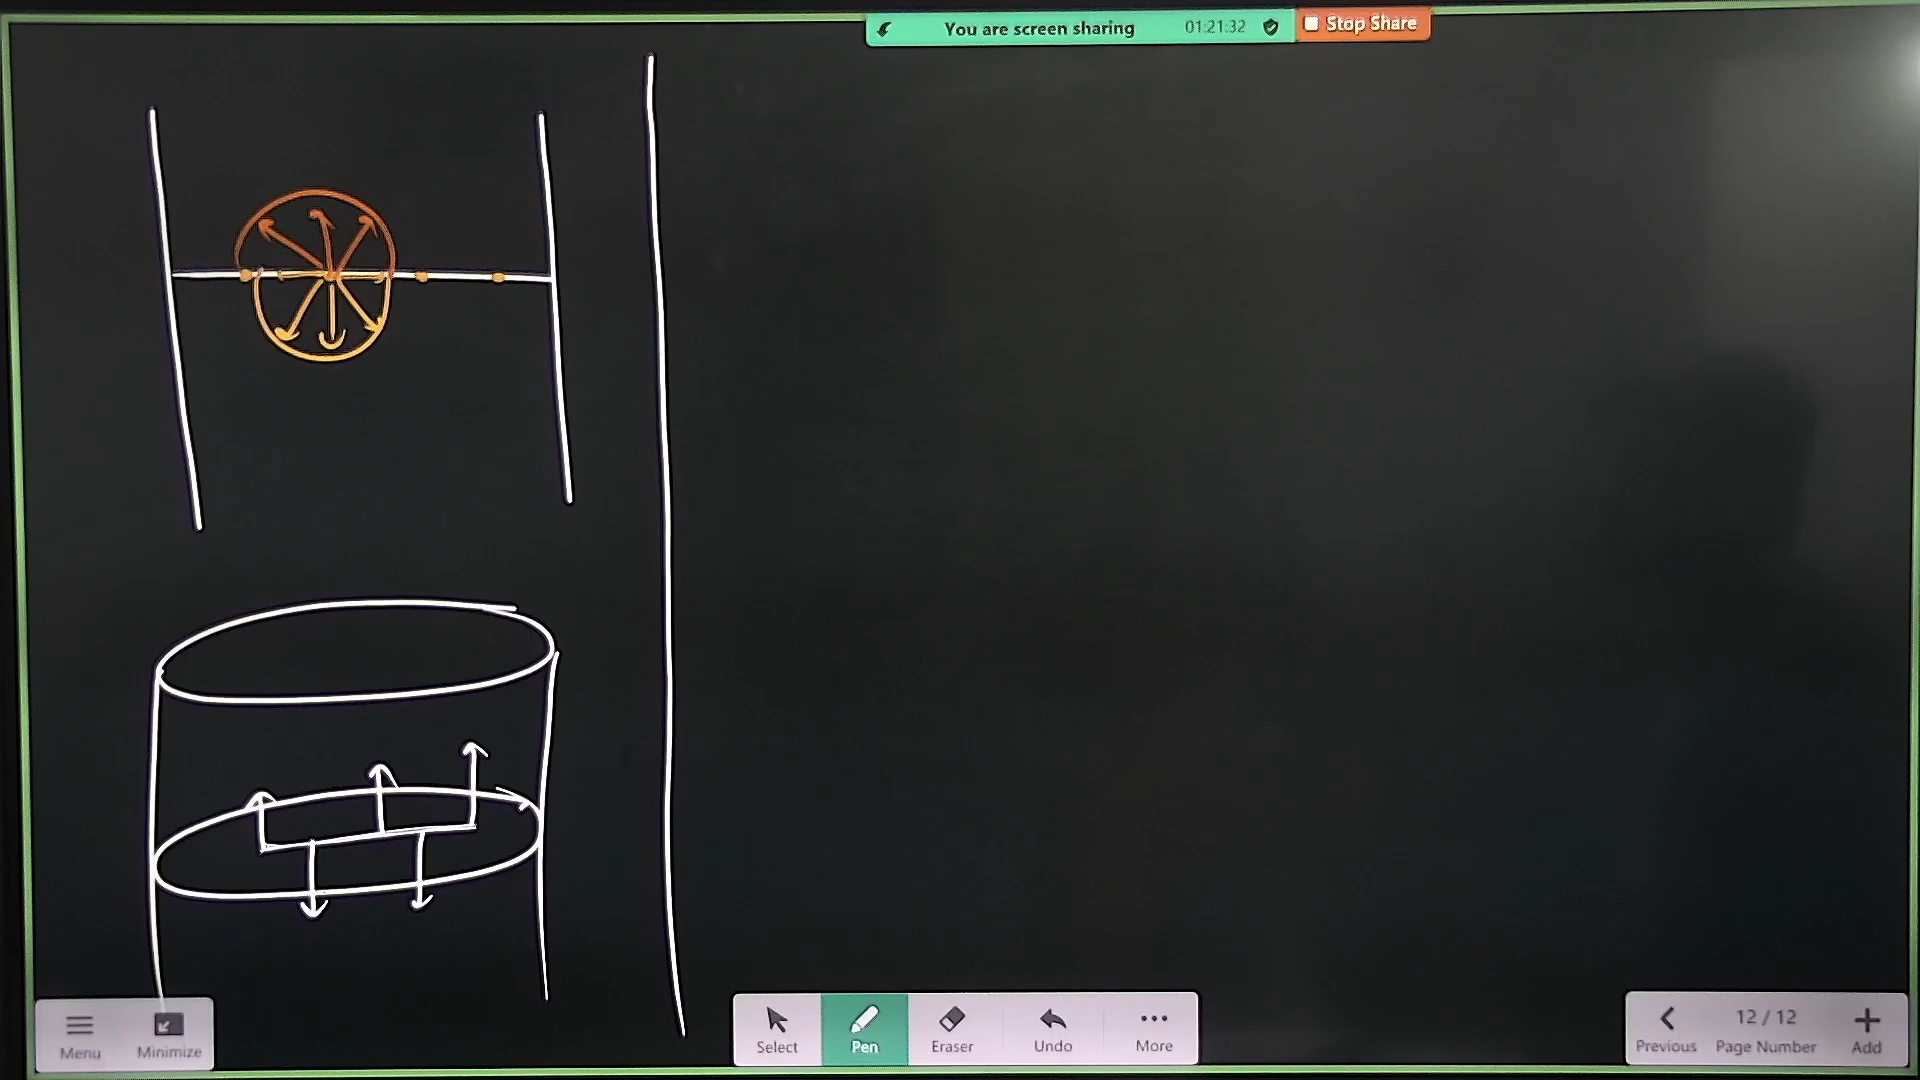 You are screen sharing 01:21:32 Stop Share
Menu
Minimize
Select
Pen
Eraser
Undo
More
Previous
12 / 12
Page Number
Add